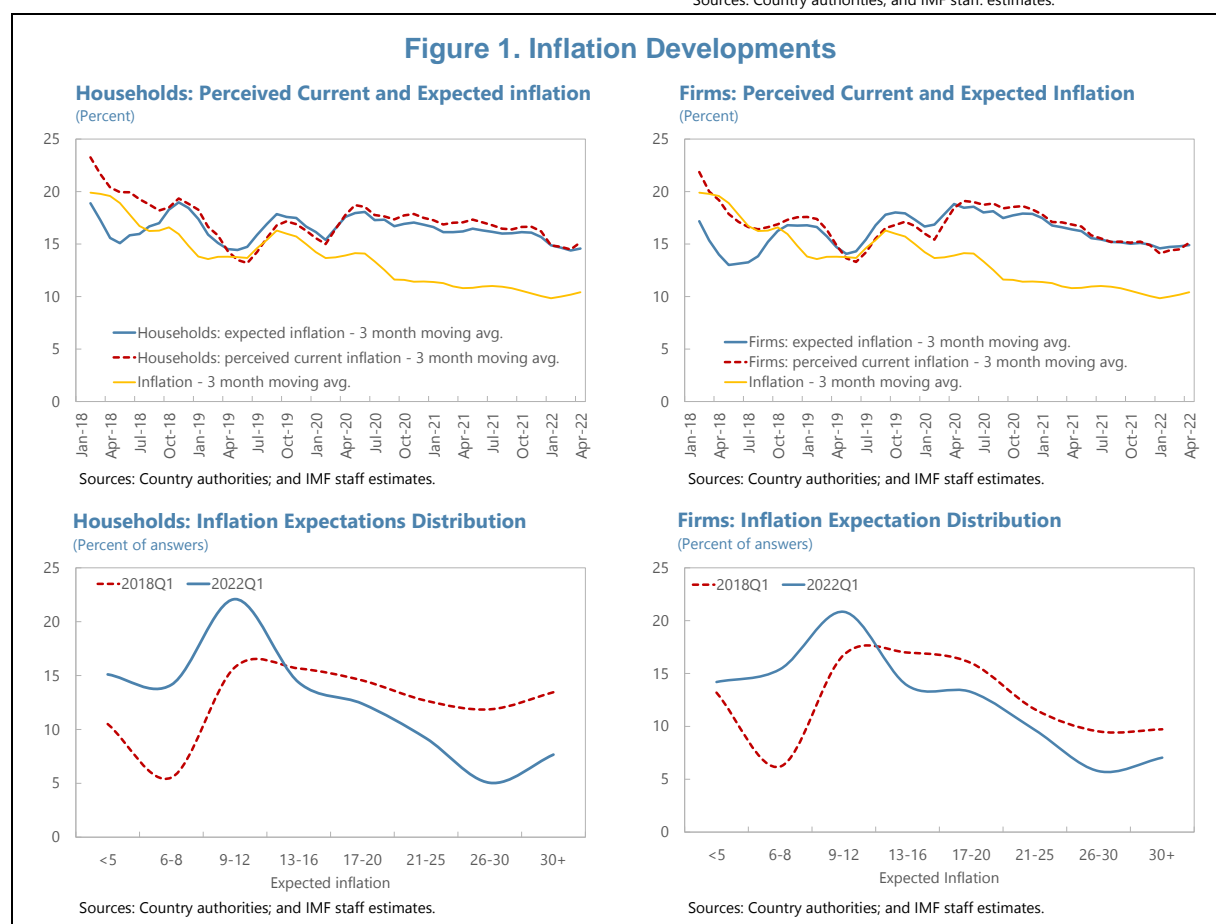 Sources: Country authorities; and IMF staff estimates.
Figure 1. Inflation Developments
Households: Perceived Current and Expected inflation
(Percent)
25
20
15
10
5
0
Households: expected inflation - 3 month moving avg.
Households: perceived current inflation - 3 month moving avg.
Inflation - 3 month moving avg.
Jan-18
Apr-18
Jul-18
Oct-18
Jan-19
Apr-19
Jul-19
Oct-19
Jan-20
Apr-20
Jul-20
Oct-20
Jan-21
Apr-21
Jul-21
Oct-21
Jan-22
Apr-22
Sources: Country authorities; and IMF staff estimates.
Firms: Perceived Current and Expected Inflation
(Percent)
25
20
15
10
5
0
Firms: expected inflation - 3 month moving avg.
Firms: perceived current inflation - 3 month moving avg.
Inflation - 3 month moving avg.
Jan-18
Apr-18
Jul-18
Oct-18
Jan-19
Apr-19
Jul-19
Oct-19
Jan-20
Apr-20
Jul-20
Oct-20
Jan-21
Apr-21
Jul-21
Oct-21
Jan-22
Apr-22
Sources: Country authorities; and IMF staff estimates.
Households: Inflation Expectations Distribution
(Percent of answers)
25
20
15
10
5
0
2018Q1 2022Q1
<5 6-8 9-12 13-16 17-20 21-25 26-30 30+
Expected inflation
Sources: Country authorities; and IMF staff estimates.
Firms: Inflation Expectation Distribution
(Percent of answers)
25
20
15
10
5
0
2018Q1 2022Q1
<5 6-8 9-12 13-16 17-20 21-25 26-30 30+
Expected Inflation
Sources: Country authorities; and IMF staff estimates.